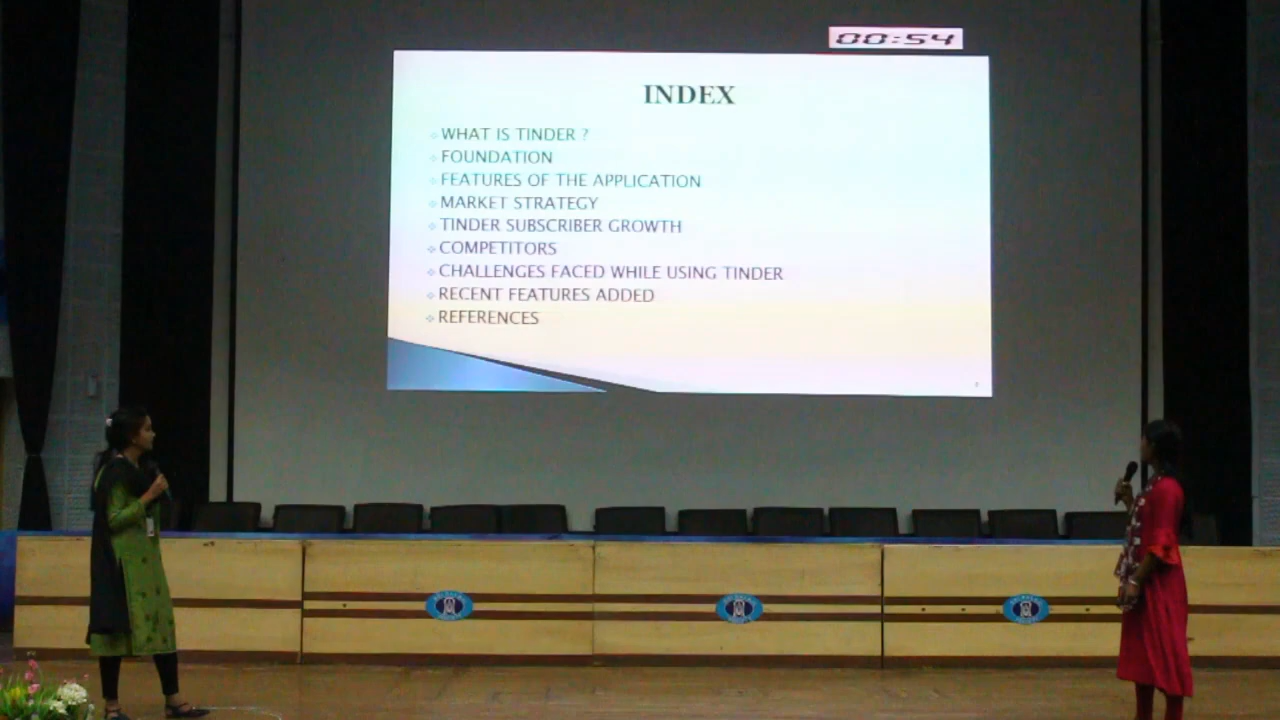 00:54
INDEX
WHAT IS TINDER ?
FOUNDATION
FEATURES OF THE APPLICATION
MARKET STRATEGY
TINDER SUBSCRIBER GROWTH
COMPETITORS
CHALLENGES FACED WHILE USING TINDER
RECENT FEATURES ADDED
REFERENCES